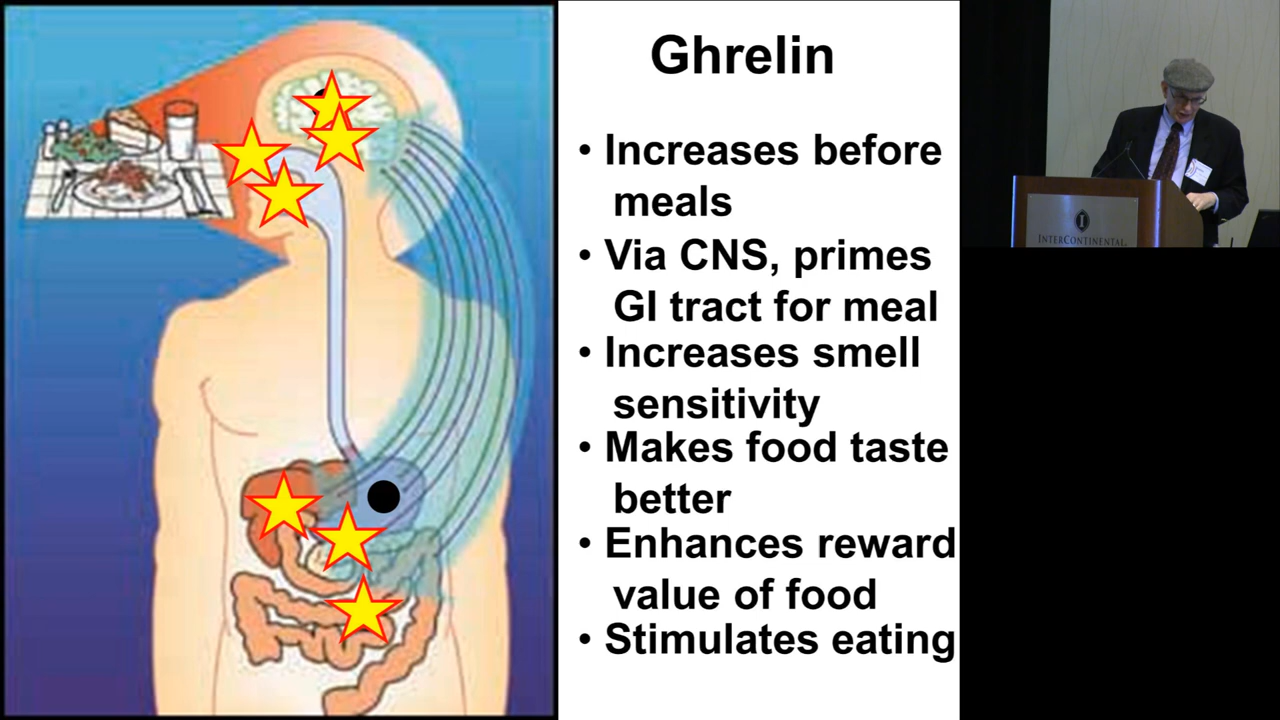 Ghrelin
• Increases before
meals
• Via CNS, primes
GI tract for meal
• Increases smell
sensitivity
• Makes food taste
better
• Enhances reward
value of food
• Stimulates eating
INTERCONTINENTAL